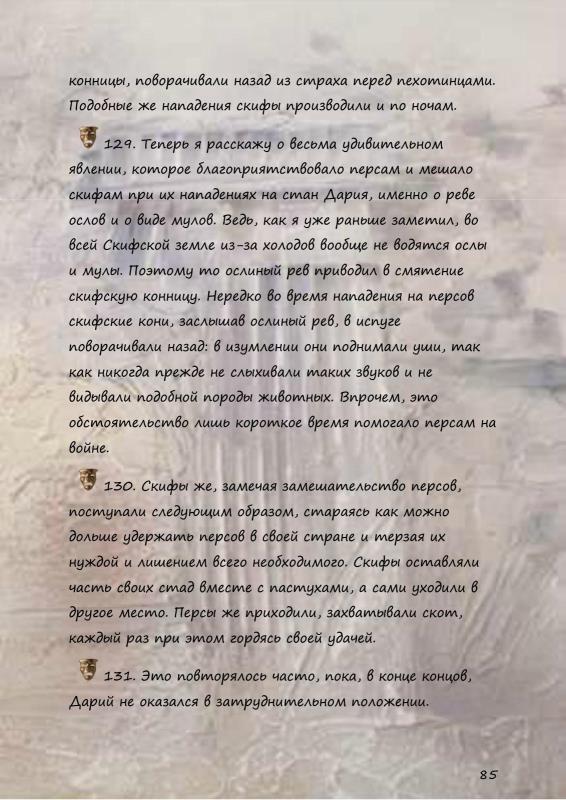 конницы, поворачивали назад из страха перед пехотинцами.
Подобные же нападения скифы производили и по ночам.
129. Теперь я расскажу о весьма удивительном
явлении, которое благоприятствовало персам и мешало
скифам при их нападениях на стан Дария, именно о реве
ослов и о виде мулов. Ведь, как я уже раньше заметил, во
всей Скифской земле из-за холодов вообще не водятся ослы
и мулы. Поэтому то ослиный рев приводил в смятение
скифскую конницу. Нередко во время нападения на персов
скифские кони, заслышав ослиный рев, в испуге
поворачивали назад: в изумлении они поднимали уши, так
как никогда прежде не слыхивали таких звуков и не
видывали подобной породы животных. Впрочем, это
обстоятельство лишь короткое время помогало персам на
войне.
130. Скифы же, замечая замешательство персов,
поступали следующим образом, стараясь как можно
дольше удержать персов в своей стране и терзая их
нуждой и лишением всего необходимого. Скифы оставляли
часть своих стад вместе с пастухами, а сами уходили в
другое место. Персы же приходили, захватывали скот,
каждый раз при этом гордясь своей удачей.
131. Это повторялось часто, пока, в конце концов,
Дарий не оказался в затруднительном положении.
85